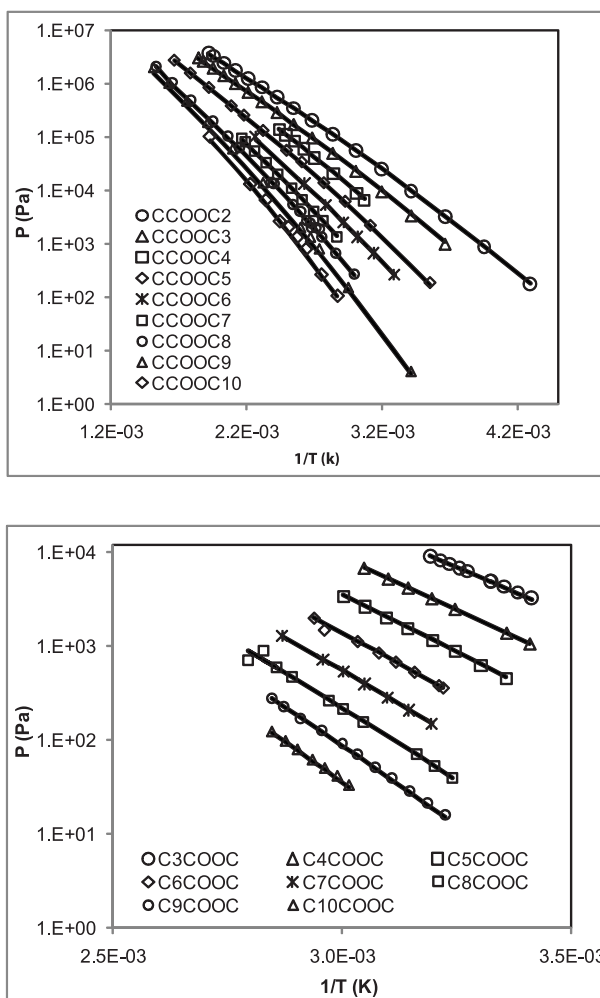 1.E+07
1.E+06
1.E+05
1.E+04
1.E+03
1.E+02
1.E+01
1.E+00
P (Pa)
CCOOC2
CCOOC3
CCOOC4
CCOOC5
CCOOC6
CCOOC7
CCOOC8
CCOOC9
CCOOC10
1.2E-03 2.2E-03 3.2E-03 4.2E-03
1/T (k)
1.E+04
1.E+03
1.E+02
1.E+01
1.E+00
P (Pa)
C3COOC C4COOC C5COOC
C6COOC C7COOC C8COOC
C9COOC C10COOC
2.5E-03 3.0E-03 3.5E-03
1/T (K)